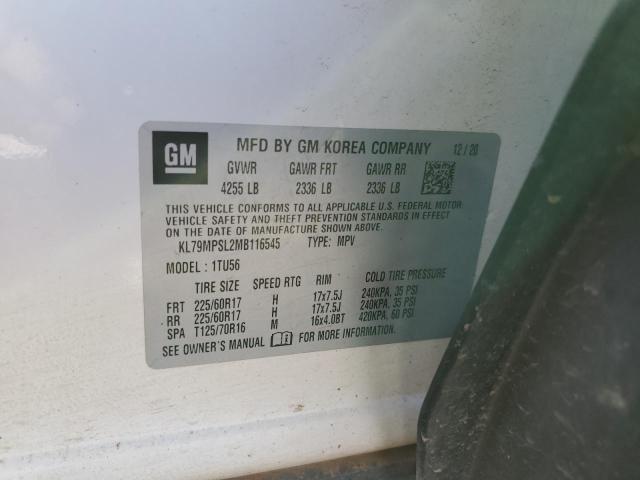 GM
MFD BY GM KOREA COMPANY 12/20
GVWR GAWR FRT GAWR RR
4255 LB 2336 LB 2336 LB
THIS VEHICLE CONFORMS TO ALL APPLICABLE U.S. FEDERAL MOTOR
VEHICLE SAFETY AND THEFT PREVENTION STANDARDS IN EFFECT
ON THE DATE OF MANUFACTURE SHOWN ABOVE.
KL79MPSL2MB116545 TYPE: MPV
MODEL: 1TU56
TIRE SIZE SPEED RTG RIM COLD TIRE PRESSURE
FRT 225/60R17 H 17x7.5J 240KPA, 35 PSI
RR 225/60R17 H 17x7.5J 240KPA, 35 PSI
SPA T125/70R16 M 16x4.0BT 420KPA, 60 PSI
SEE OWNER'S MANUAL FOR MORE INFORMATION.